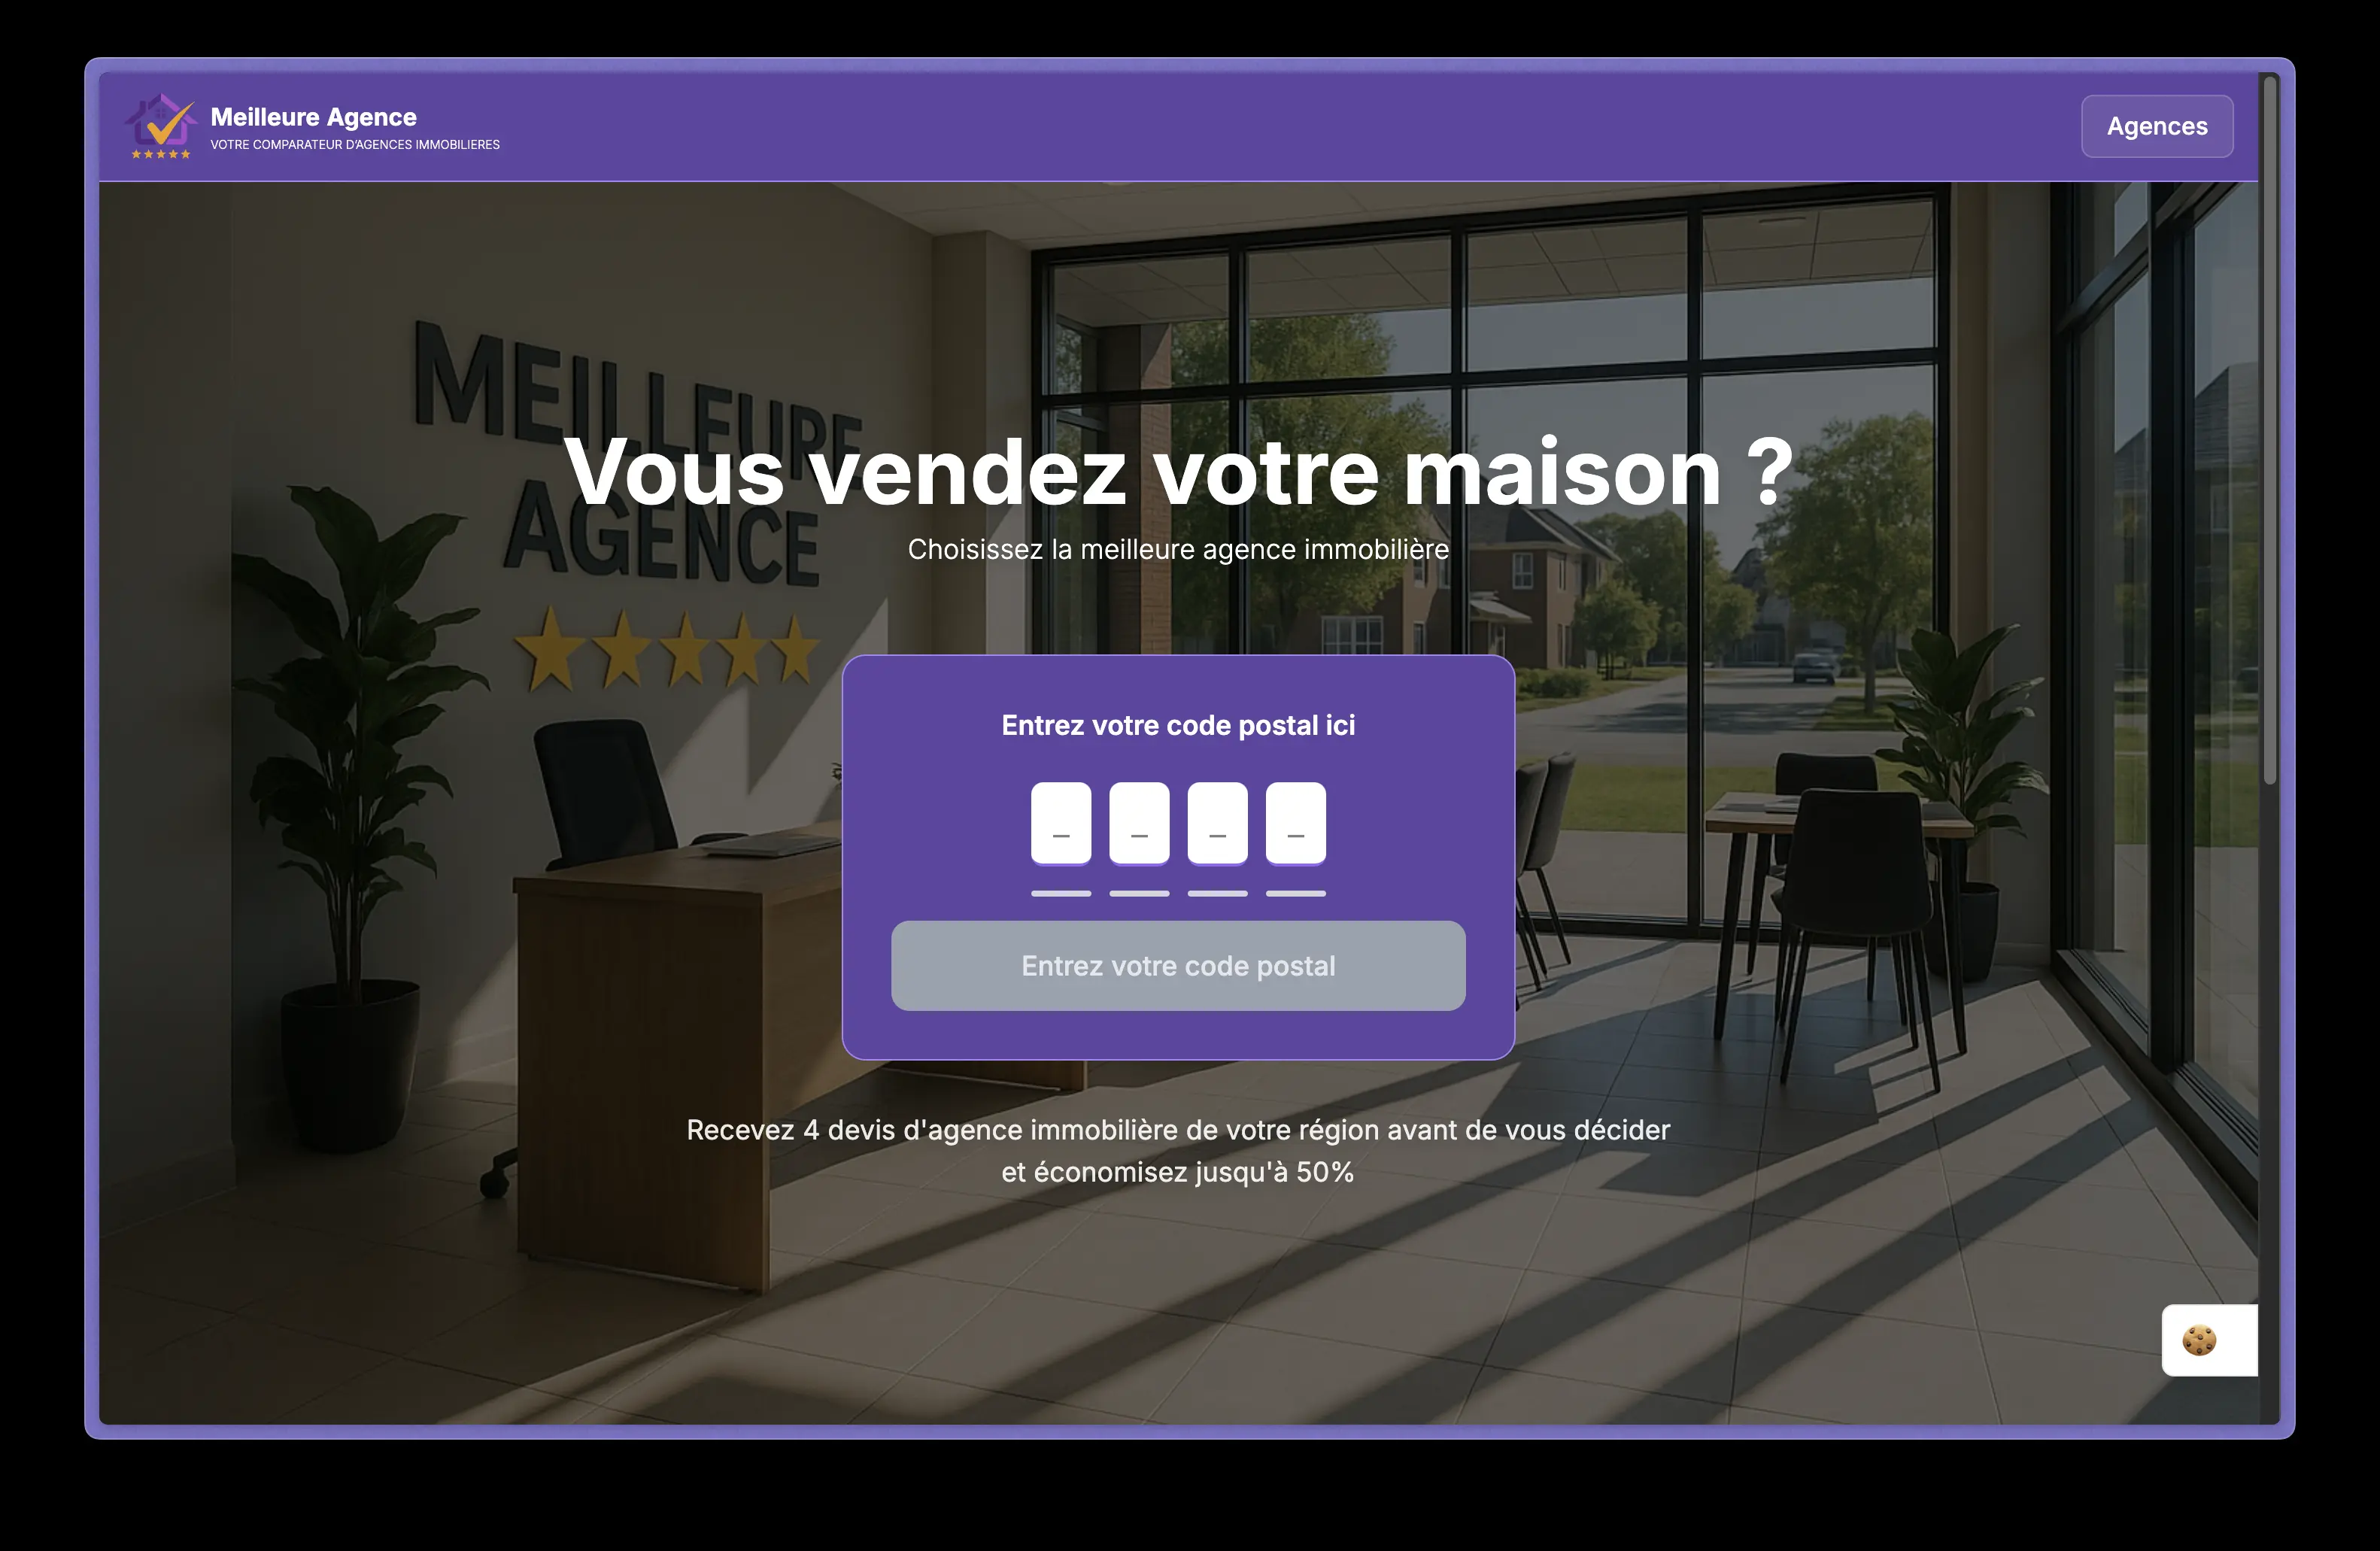 Meilleure Agence
VOTRE COMPARATEUR D'AGENCES IMMOBILIERES
Agences
MEILLEURE
AGENCE
Vous vendez votre maison ?
Choisissez la meilleure agence immobilière
Entrez votre code postal ici
_ _ _ _
Entrez votre code postal
Recevez 4 devis d'agence immobilière de votre région avant de vous décider
et économisez jusqu'à 50%